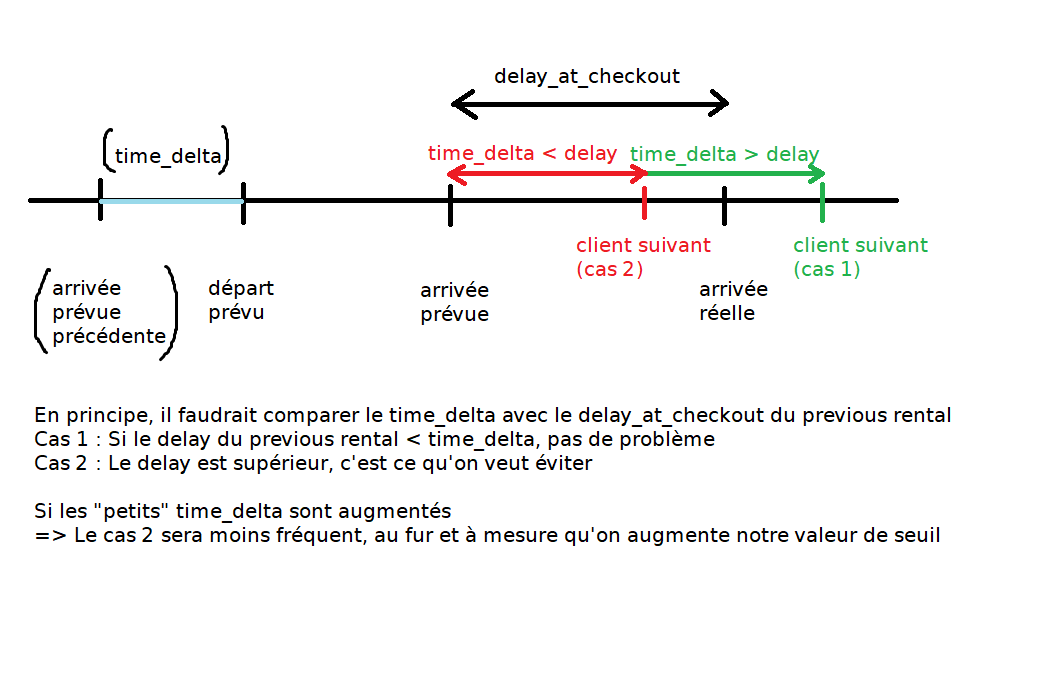 delay_at_checkout
(time_delta)
time_delta < delay
time_delta > delay
client suivant
(cas 2)
client suivant
(cas 1)
arrivée
prévue
précédente
départ
prévu
arrivée
prévue
arrivée
réelle
En principe, il faudrait comparer le time_delta avec le delay_at_checkout du previous rental
Cas 1 : Si le delay du previous rental < time_delta, pas de problème
Cas 2 : Le delay est supérieur, c'est ce qu'on veut éviter
Si les "petits" time_delta sont augmentés
=> Le cas 2 sera moins fréquent, au fur et à mesure qu'on augmente notre valeur de seuil